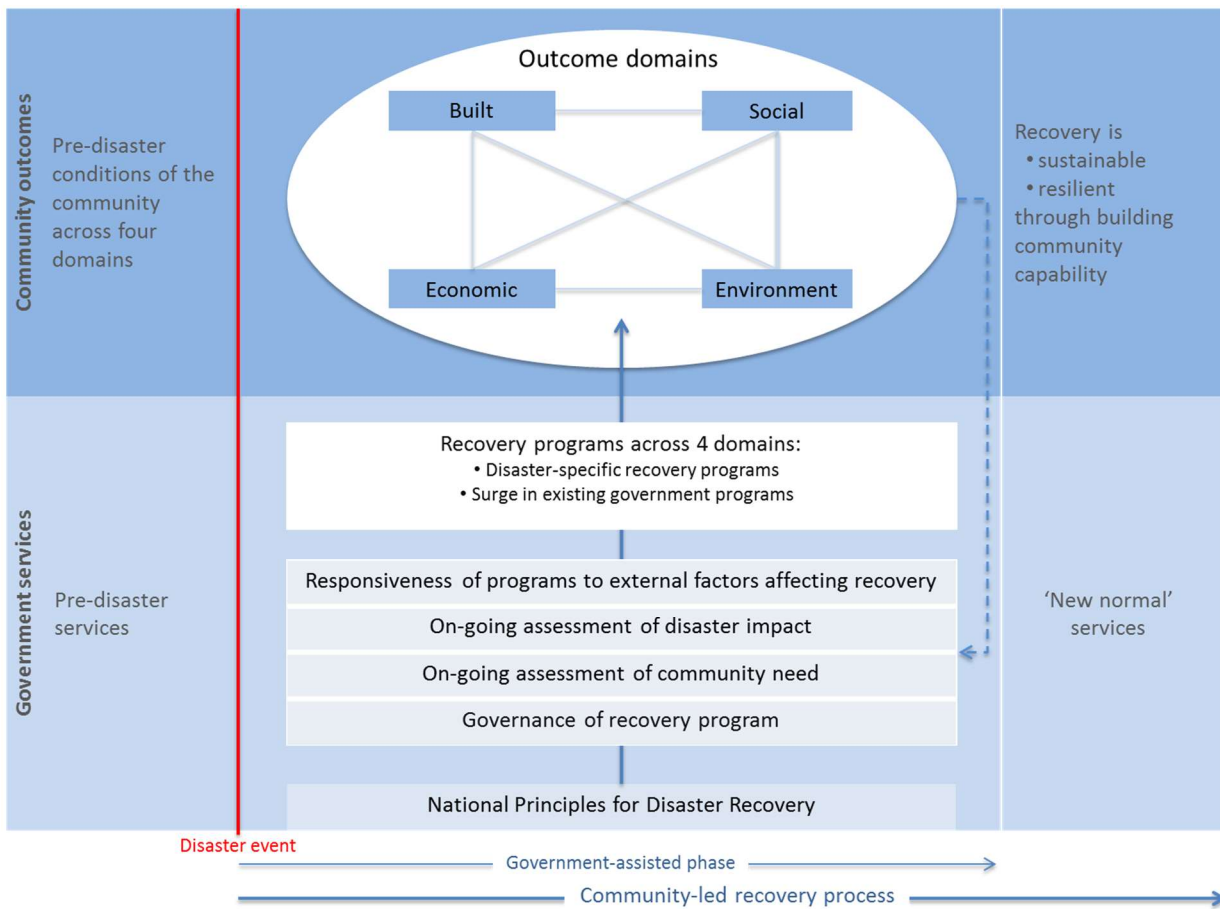 Community outcomes
Pre-disaster
conditions of the
community
across four
domains
Outcome domains
Built
Social
Economic
Environment
Recovery is
• sustainable
• resilient
through building
community
capability
Government services
Pre-disaster
services
Recovery programs across 4 domains:
• Disaster-specific recovery programs
• Surge in existing government programs
Responsiveness of programs to external factors affecting recovery
On-going assessment of disaster impact
On-going assessment of community need
Governance of recovery program
National Principles for Disaster Recovery
‘New normal’
services
Disaster event
Government-assisted phase
Community-led recovery process